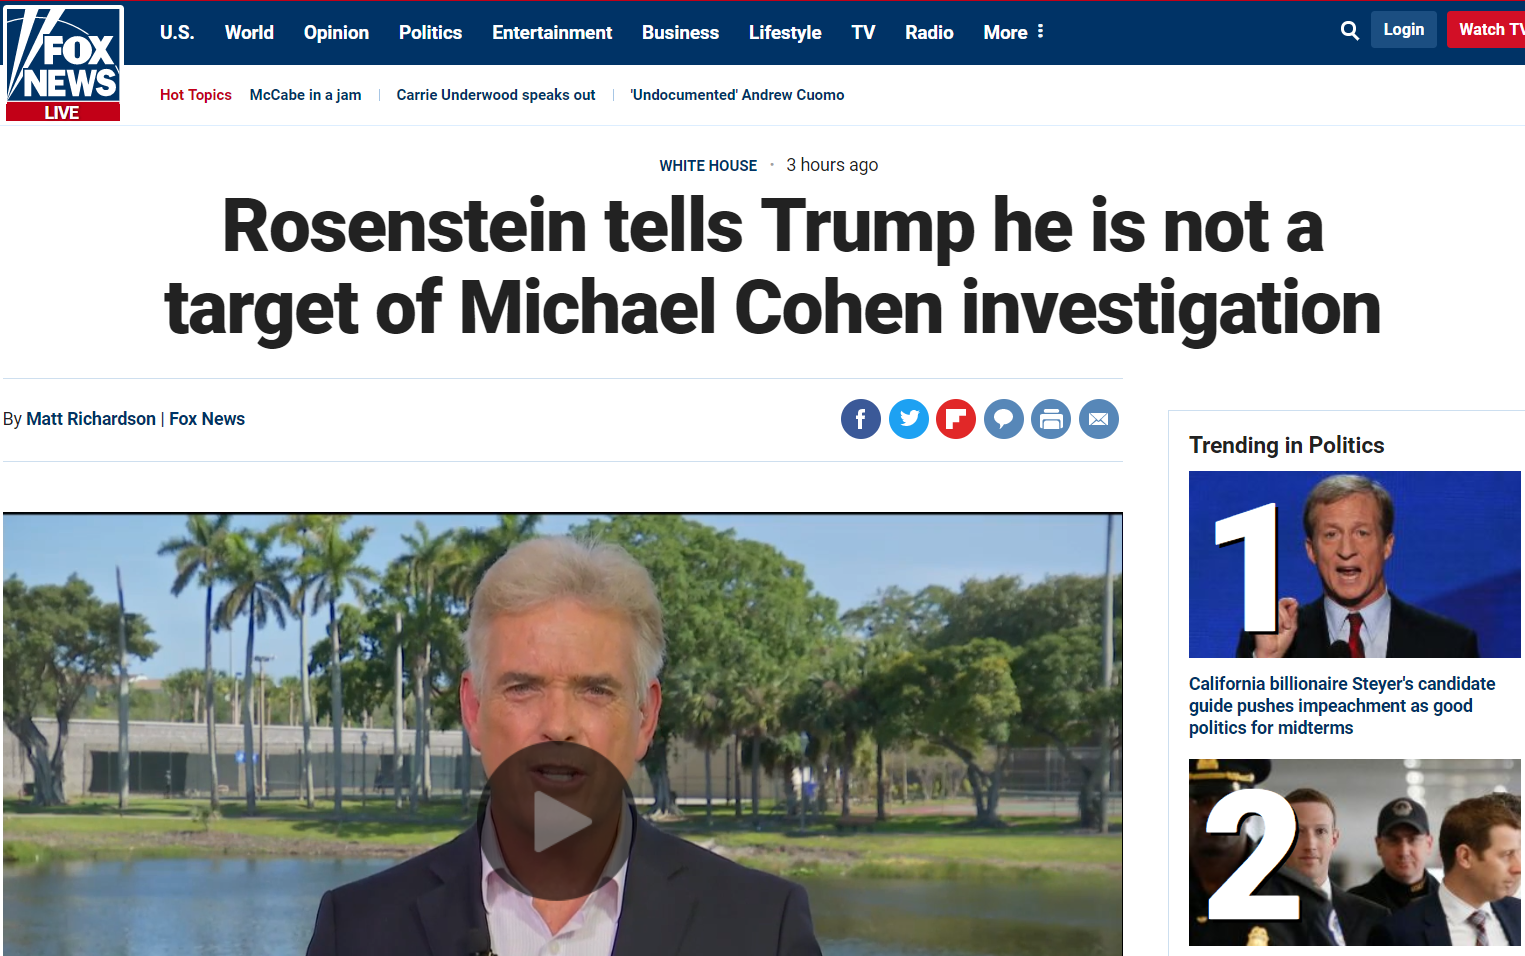 FOX
NEWS
LIVE
U.S. World Opinion Politics Entertainment Business Lifestyle TV Radio More
Login
Watch TV
Hot Topics McCabe in a jam | Carrie Underwood speaks out | 'Undocumented' Andrew Cuomo
WHITE HOUSE · 3 hours ago
Rosenstein tells Trump he is not a
target of Michael Cohen investigation
By Matt Richardson | Fox News
Trending in Politics
1
California billionaire Steyer's candidate
guide pushes impeachment as good
politics for midterms
2